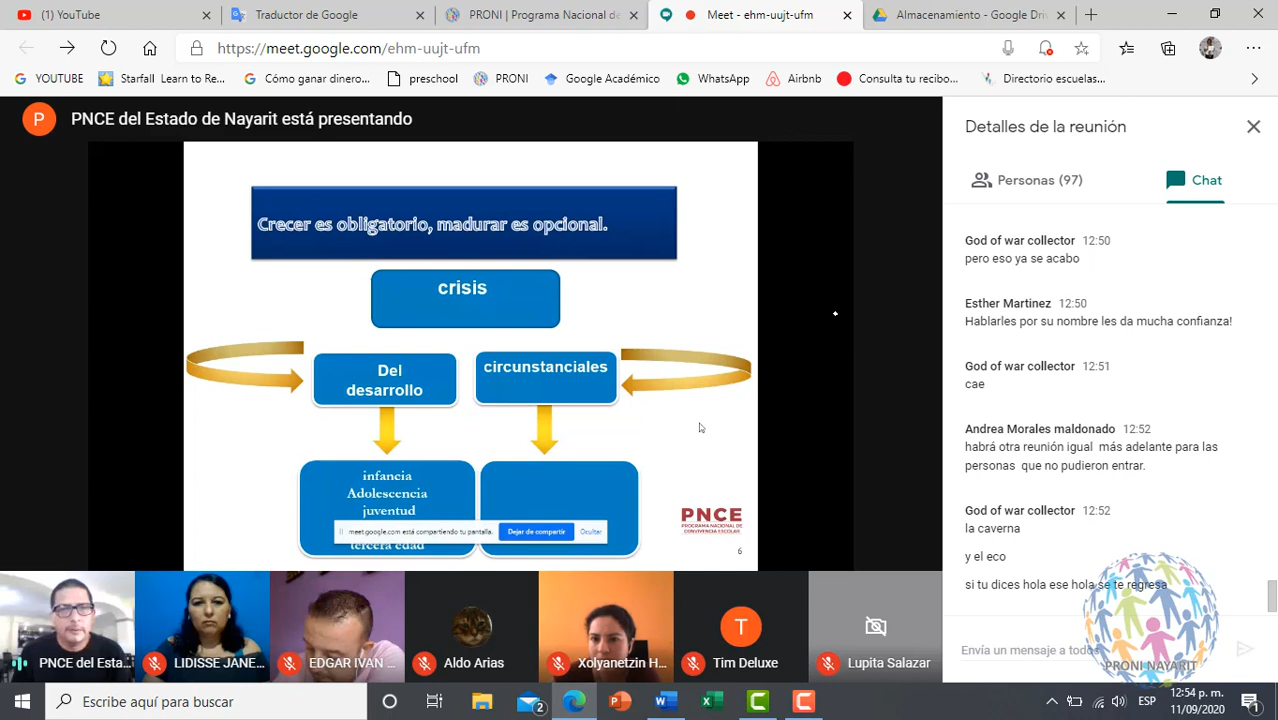 (1) YouTube
Traductor de Google
PRONI | Programa Nacional de
Meet - ehm-uujt-ufm
Almacenamiento - Google Dri
https://meet.google.com/ehm-uujt-ufm
YOUTUBE
Starfall Learn to Re...
Cómo ganar dinero...
preschool
PRONI
Google Académico
WhatsApp
Airbnb
Consulta tu recibo...
Directorio escuelas...
P
PNCE del Estado de Nayarit está presentando
Crecer es obligatorio, madurar es opcional.
crisis
Del
desarrollo
circunstanciales
infancia
Adolescencia
juventud
meet.google.com está compartiendo tu pantalla.
Dejar de compartir
Ocultar
tercera edad
PNCE
PROGRAMA NACIONAL DE
CONVIVENCIA ESCOLAR
6
Detalles de la reunión
Personas (97)
Chat
God of war collector 12:50
pero eso ya se acabo
Esther Martinez 12:50
Hablarles por su nombre les da mucha confianza!
God of war collector 12:51
cae
Andrea Morales maldonado 12:52
habrá otra reunión igual más adelante para las
personas que no pudieron entrar.
God of war collector 12:52
la caverna
y el eco
si tu dices hola ese hola se te regresa
Envía un mensaje a todos
PRONI NAYARIT
PNCE del Esta...
LIDISSE JANE...
EDGAR IVAN ...
Aldo Arias
Xolyanetzin H...
T
Tim Deluxe
Lupita Salazar
Escribe aquí para buscar
2
ESP
12:54 p. m.
11/09/2020
1